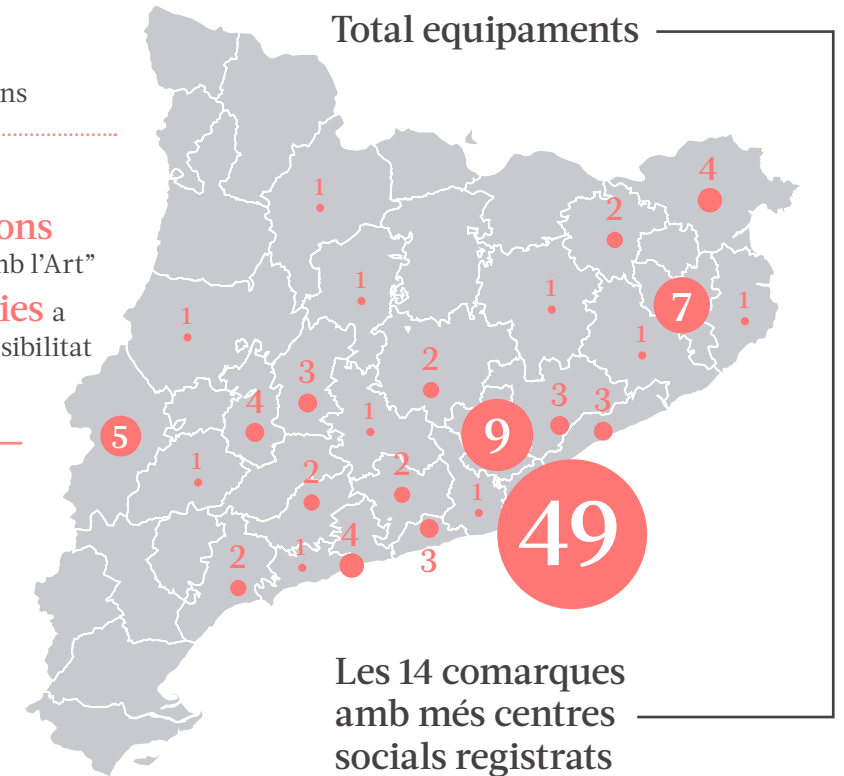 Total equipaments
ns
ons
mb l’Art”
ies a
sibilitat
4
1
2
1
1
7
1
1
1
2
3
4
3
3
1
5
9
1
2
2
1
49
4
2
1
3
Les 14 comarques
amb més centres
socials registrats